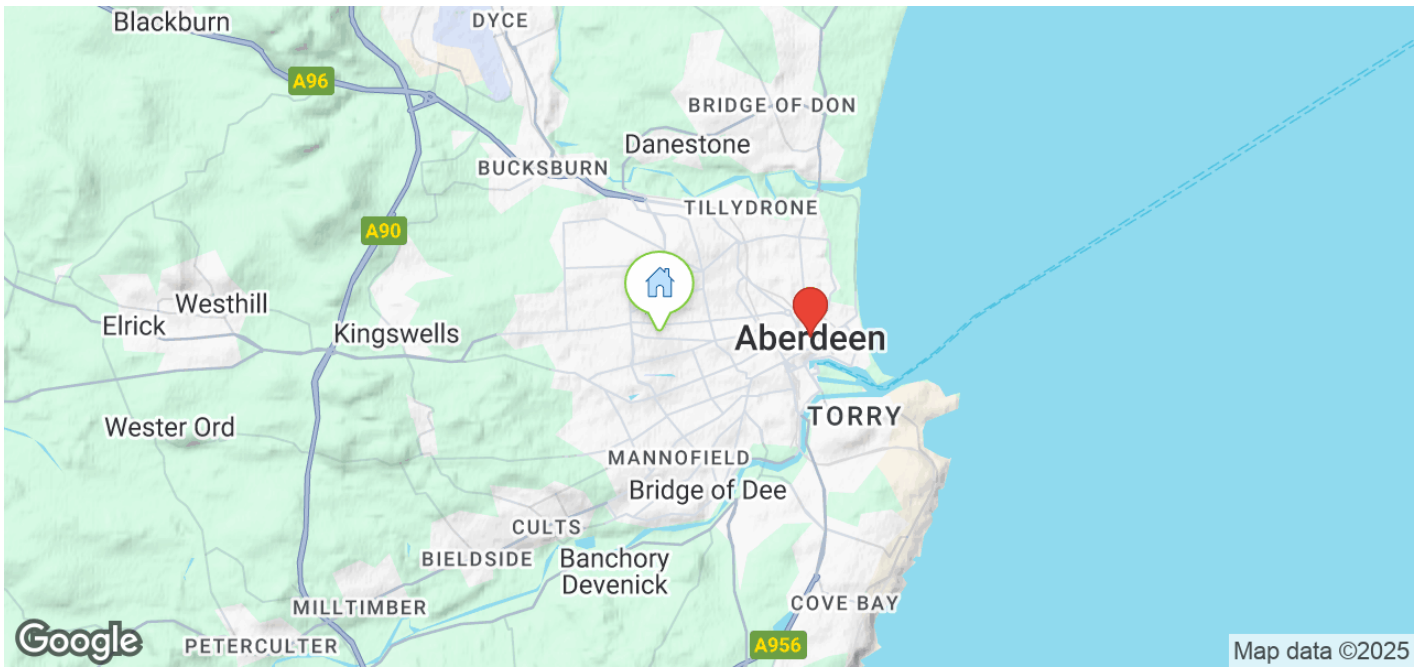 Blackburn
DYCE
A96
BRIDGE OF DON
Danestone
BUCKSBURN
TILLYDRONE
A90
Westhill
Elrick
Kingswells
Aberdeen
TORRY
Wester Ord
MANNOFIELD
Bridge of Dee
CULTS
BIELDSIDE
Banchory
Devenick
MILLTIMBER
COVE BAY
PETERCULTER
A956
Google
Map data ©2025